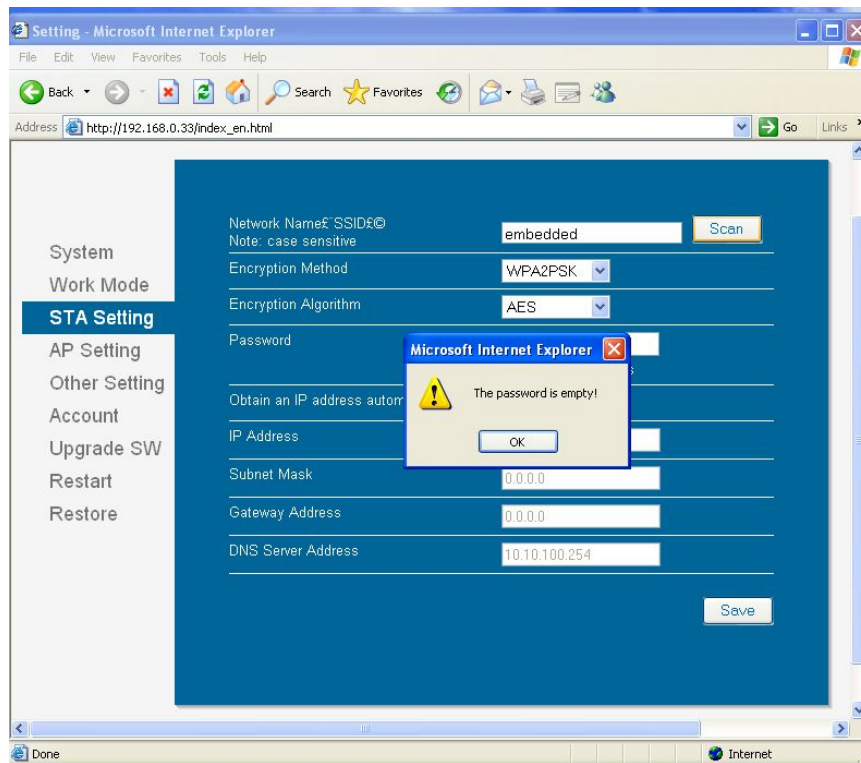 Setting - Microsoft Internet Explorer
File Edit View Favorites Tools Help
Back Search Favorites
Address http://192.168.0.33/index_en.html Go Links
System
Work Mode
STA Setting
AP Setting
Other Setting
Account
Upgrade SW
Restart
Restore
Network Name£¨SSID£© embedded Scan
Note: case sensitive
Encryption Method WPA2PSK
Encryption Algorithm AES
Password
Microsoft Internet Explorer
The password is empty!
OK
Obtain an IP address autom
IP Address
Subnet Mask 0.0.0.0
Gateway Address 0.0.0.0
DNS Server Address 10.10.100.254
Save
Done Internet